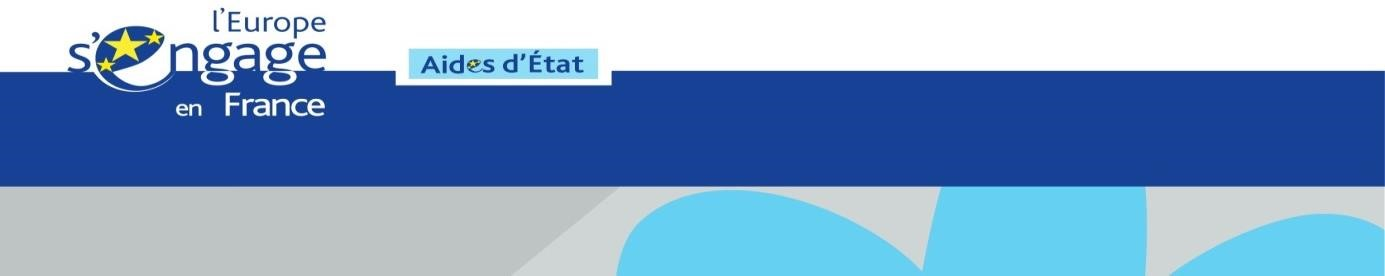 l'Europe
s'engage
en France
Aides d'État